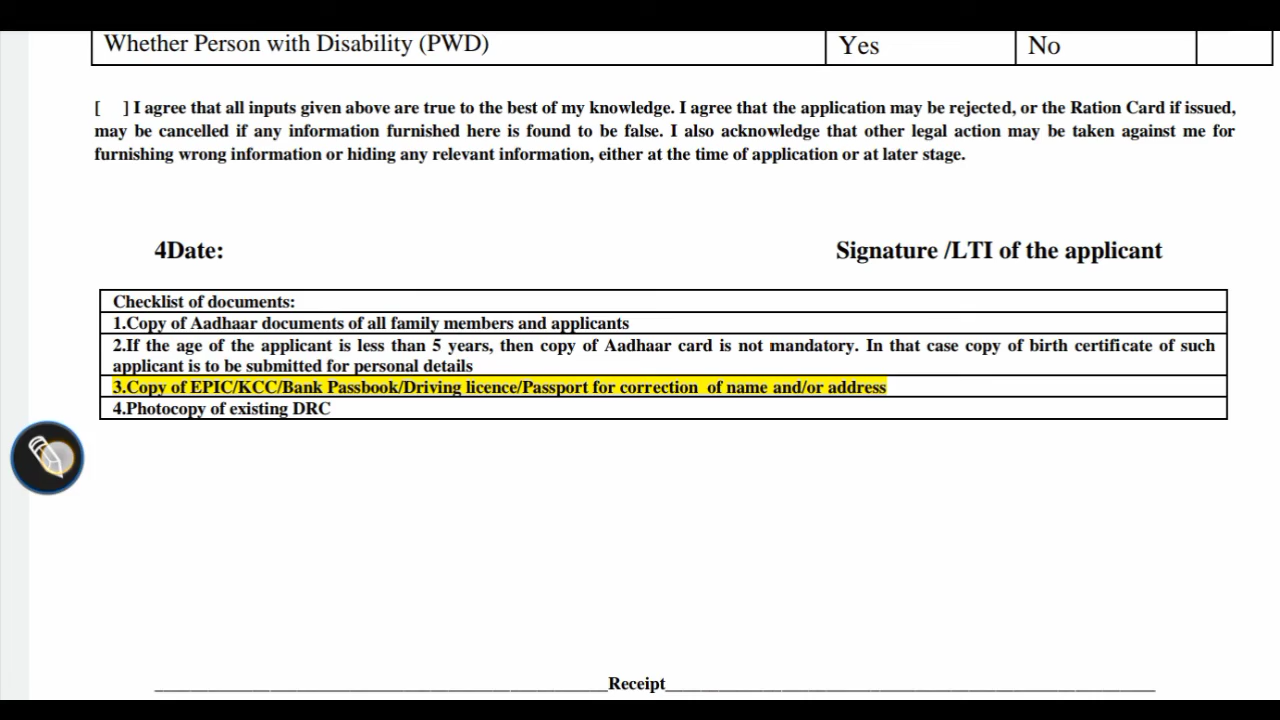 Whether Person with Disability (PWD) Yes No
[ ] I agree that all inputs given above are true to the best of my knowledge. I agree that the application may be rejected, or the Ration Card if issued,
may be cancelled if any information furnished here is found to be false. I also acknowledge that other legal action may be taken against me for
furnishing wrong information or hiding any relevant information, either at the time of application or at later stage.
4Date: Signature /LTI of the applicant
Checklist of documents:
1.Copy of Aadhaar documents of all family members and applicants
2.If the age of the applicant is less than 5 years, then copy of Aadhaar card is not mandatory. In that case copy of birth certificate of such
applicant is to be submitted for personal details
3.Copy of EPIC/KCC/Bank Passbook/Driving licence/Passport for correction of name and/or address
4.Photocopy of existing DRC
Receipt